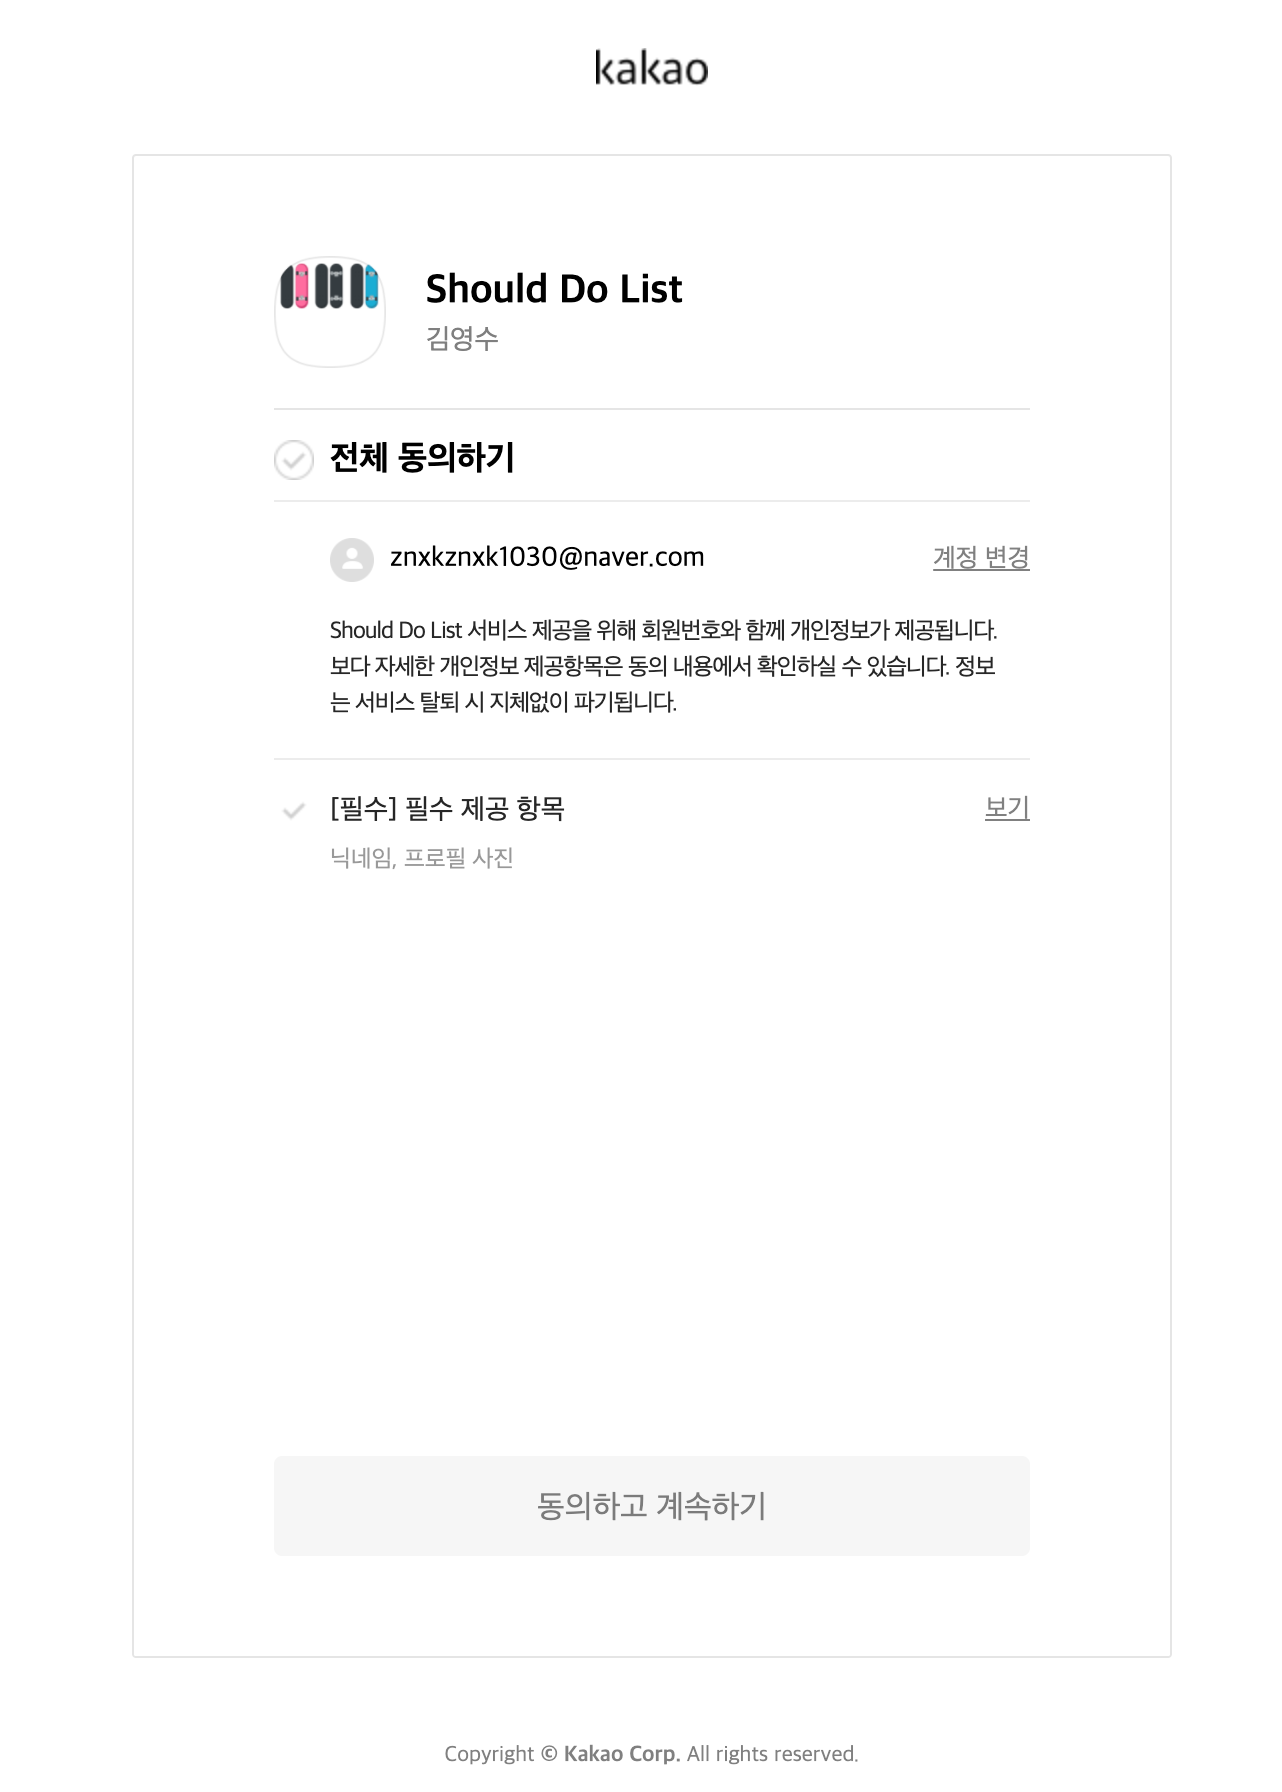 kakao
Should Do List
김영수
전체 동의하기
znxkznxk1030@naver.com
계정 변경
Should Do List 서비스 제공을 위해 회원번호와 함께 개인정보가 제공됩니다.
보다 자세한 개인정보 제공항목은 동의 내용에서 확인하실 수 있습니다. 정보
는 서비스 탈퇴 시 지체없이 파기됩니다.
[필수] 필수 제공 항목
보기
닉네임, 프로필 사진
동의하고 계속하기
Copyright © Kakao Corp. All rights reserved.